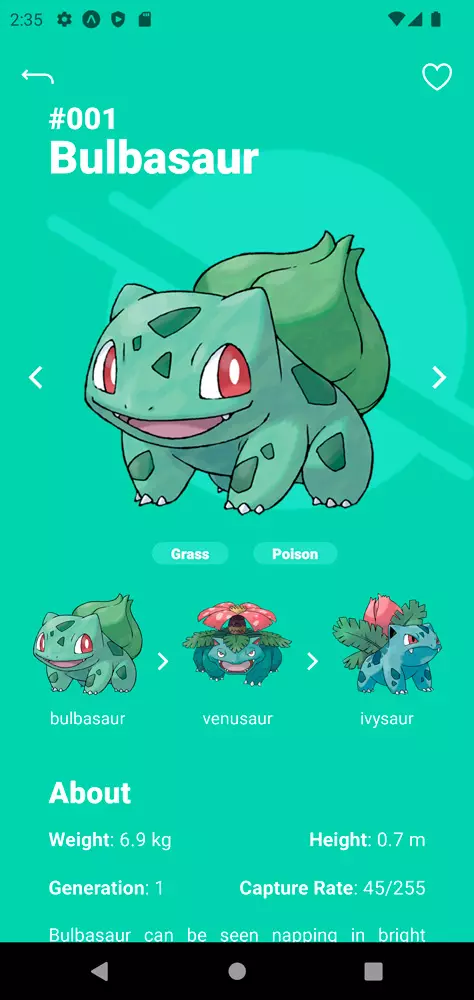 2:35
#001
Bulbasaur
Grass Poison
bulbasaur venusaur ivysaur
About
Weight: 6.9 kg Height: 0.7 m
Generation: 1 Capture Rate: 45/255
Bulbasaur can be seen napping in bright